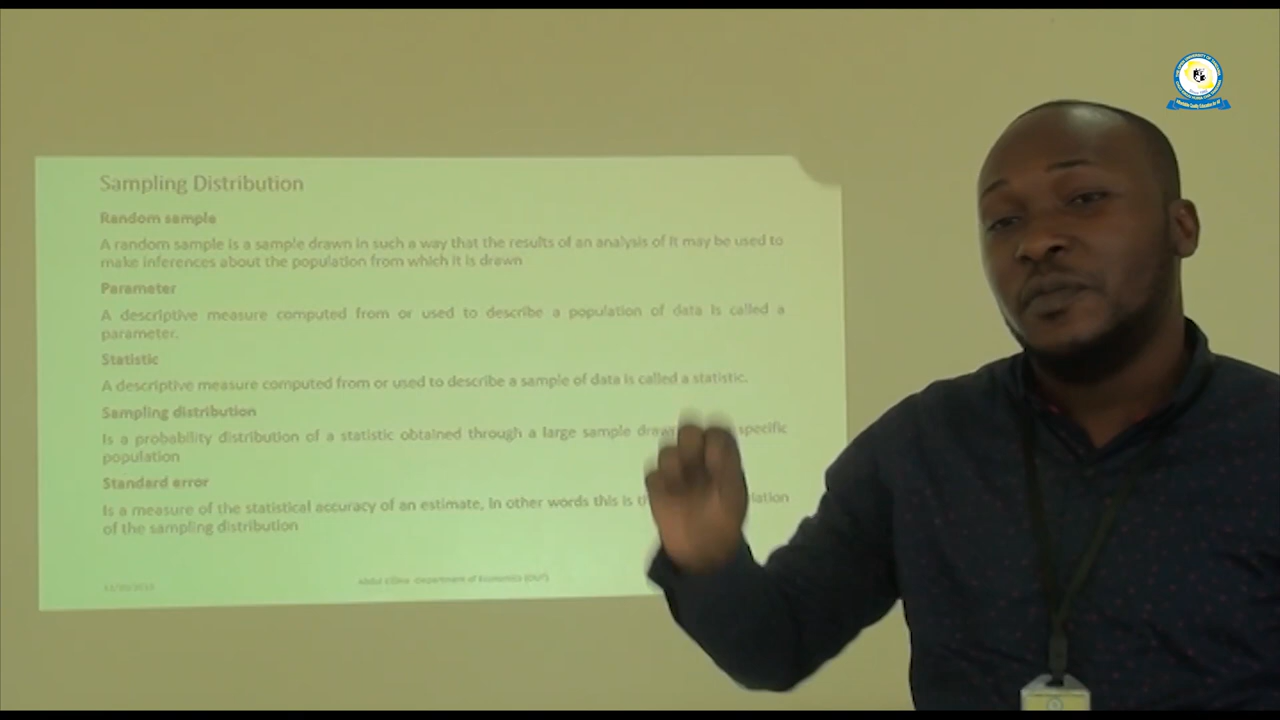 Sampling Distribution
Random sample
A random sample is a sample drawn in such a way that the results of an analysis of it may be used to
make inferences about the population from which it is drawn
Parameter
A descriptive measure computed from or used to describe a population of data is called a
parameter.
Statistic
A descriptive measure computed from or used to describe a sample of data is called a statistic.
Sampling distribution
Is a probability distribution of a statistic obtained through a large sample drawn specific
population
Standard error
Is a measure of the statistical accuracy of an estimate, in other words this is
of the sampling distribution
Department of Economics (OUT)